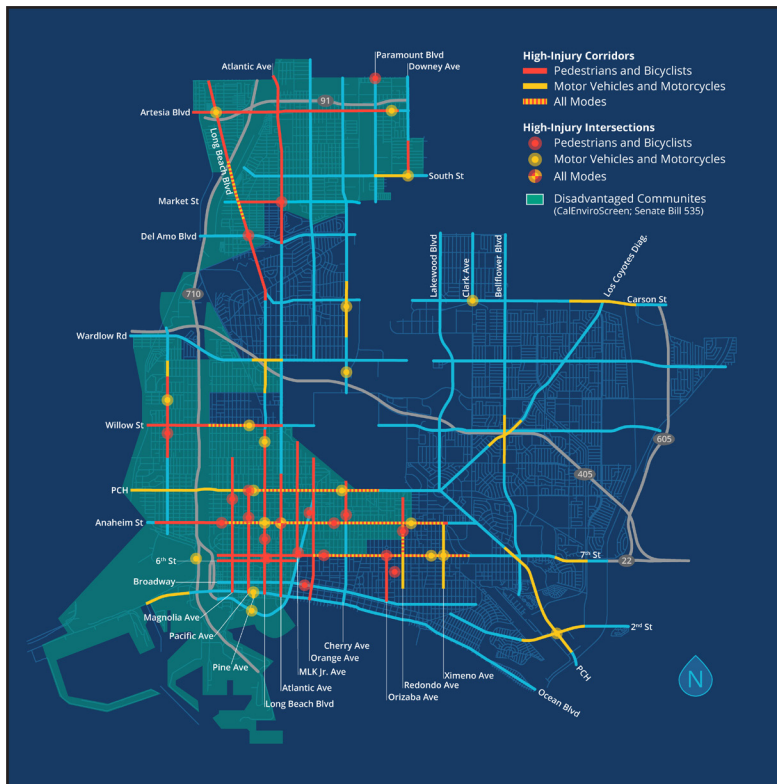 Paramount Blvd
Atlantic Ave
Downey Ave
High-Injury Corridors
Pedestrians and Bicyclists
Motor Vehicles and Motorcycles
All Modes
High-Injury Intersections
Pedestrians and Bicyclists
Motor Vehicles and Motorcycles
All Modes
Disadvantaged Communites
(CalEnviroScreen; Senate Bill 535)
91
Artesia Blvd
Long Beach Blvd
South St
Market St
Del Amo Blvd
Lakewood Blvd
Clark Ave
Bellflower Blvd
Los Coyotes Diag.
710
Carson St
Wardlow Rd
Willow St
605
405
PCH
Anaheim St
6th St
7th St
22
Broadway
Magnolia Ave
Pacific Ave
Pine Ave
2nd St
Cherry Ave
Orange Ave
MLK Jr. Ave
Atlantic Ave
Long Beach Blvd
Ximeno Ave
Redondo Ave
Orizaba Ave
Ocean Blvd
PCH
N